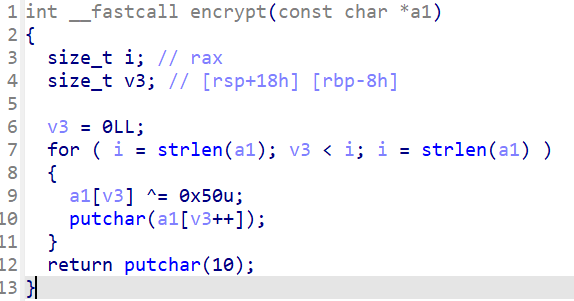 1 int __fastcall encrypt(const char *a1)
2 {
3   size_t i; // rax
4   size_t v3; // [rsp+18h] [rbp-8h]
5
6   v3 = 0LL;
7   for ( i = strlen(a1); v3 < i; i = strlen(a1) )
8   {
9     a1[v3] ^= 0x50u;
10     putchar(a1[v3++]);
11   }
12   return putchar(10);
13 }